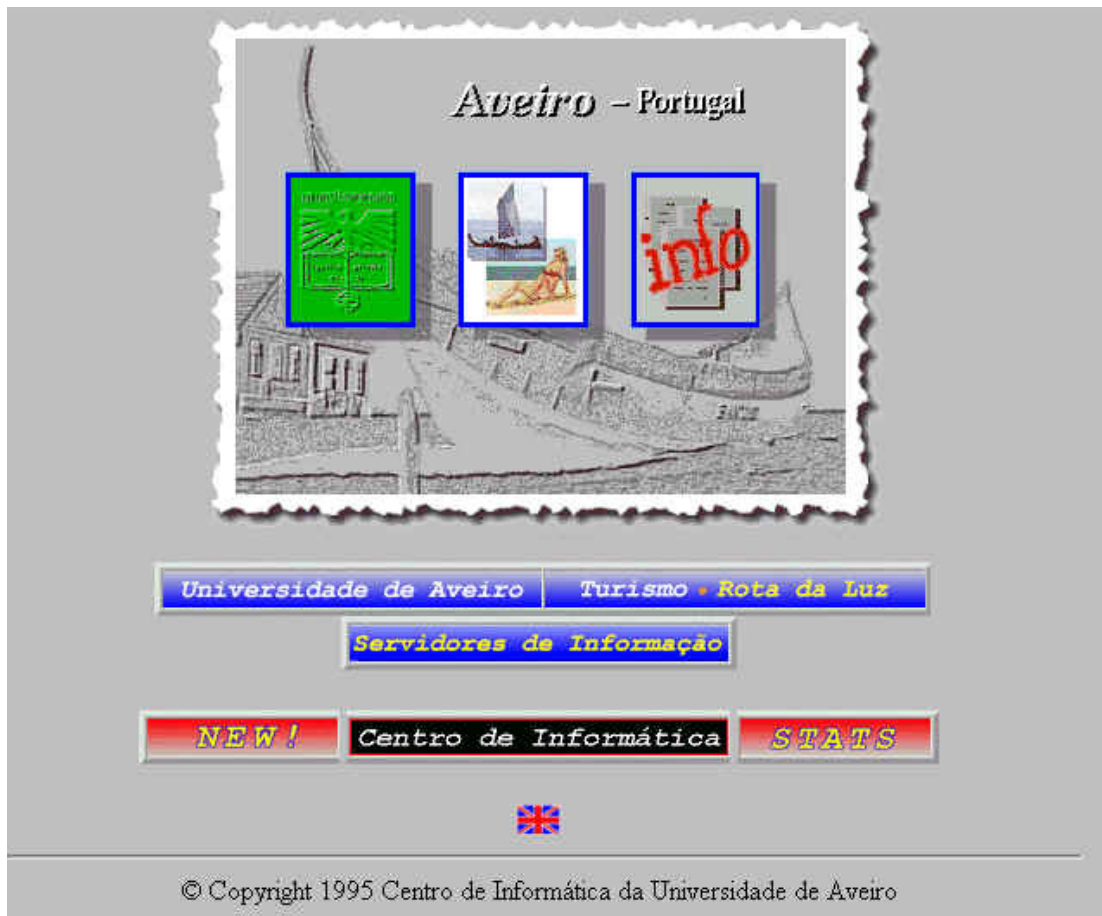 Aveiro – Portugal
info
Universidade de Aveiro
Turismo • Rota da Luz
Servidores de Informação
NEW!
Centro de Informática
STATS
© Copyright 1995 Centro de Informática da Universidade de Aveiro